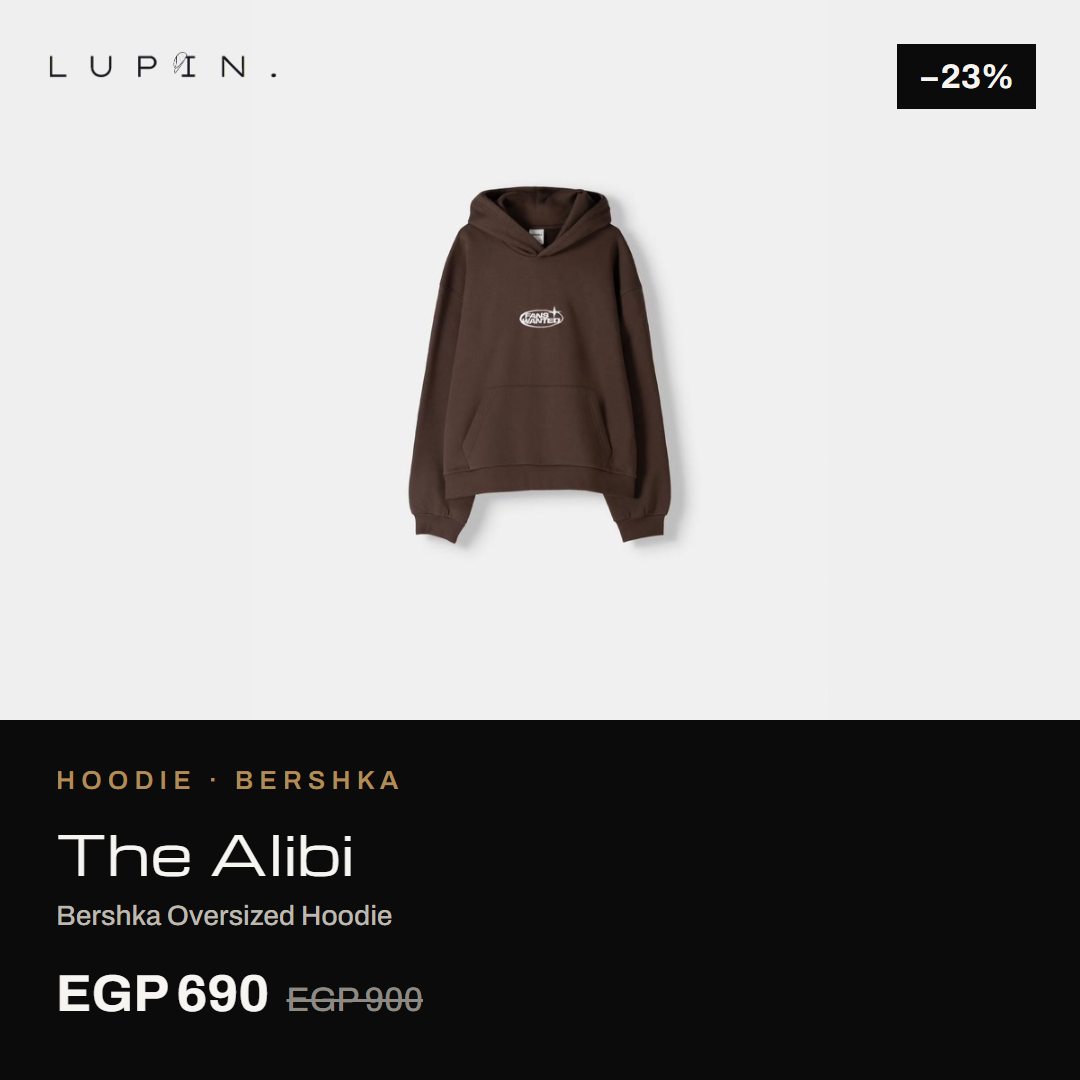 LUPIN.
–23%
FANS
WANTED
HOODIE · BERSHKA
The Alibi
Bershka Oversized Hoodie
EGP 690 EGP 900